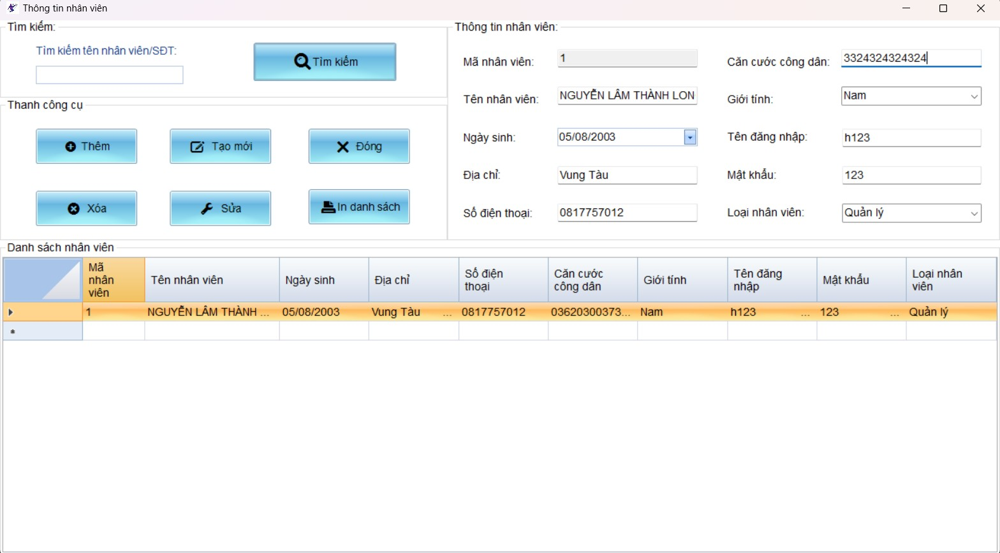 Thông tin nhân viên
Tìm kiếm:
Tìm kiếm tên nhân viên/SĐT:
Tìm kiếm
Thanh công cụ
Thêm
Tạo mới
Đóng
Xóa
Sửa
In danh sách
Thông tin nhân viên:
Mã nhân viên:
1
Căn cước công dân:
3324324324324
Tên nhân viên:
NGUYỄN LÂM THÀNH LON
Giới tính:
Nam
Ngày sinh:
05/08/2003
Tên đăng nhập:
h123
Địa chỉ:
Vung Tàu
Mật khẩu:
123
Số điện thoại:
0817757012
Loại nhân viên:
Quản lý
Danh sách nhân viên
Mã
nhân
viên
Tên nhân viên
Ngày sinh
Địa chỉ
Số điện
thoại
Căn cước
công dân
Giới tính
Tên đăng
nhập
Mật khẩu
Loại nhân
viên
1 NGUYỄN LÂM THÀNH ... 05/08/2003 Vung Tàu ... 0817757012 03620300373... Nam h123 ... 123 ... Quản lý